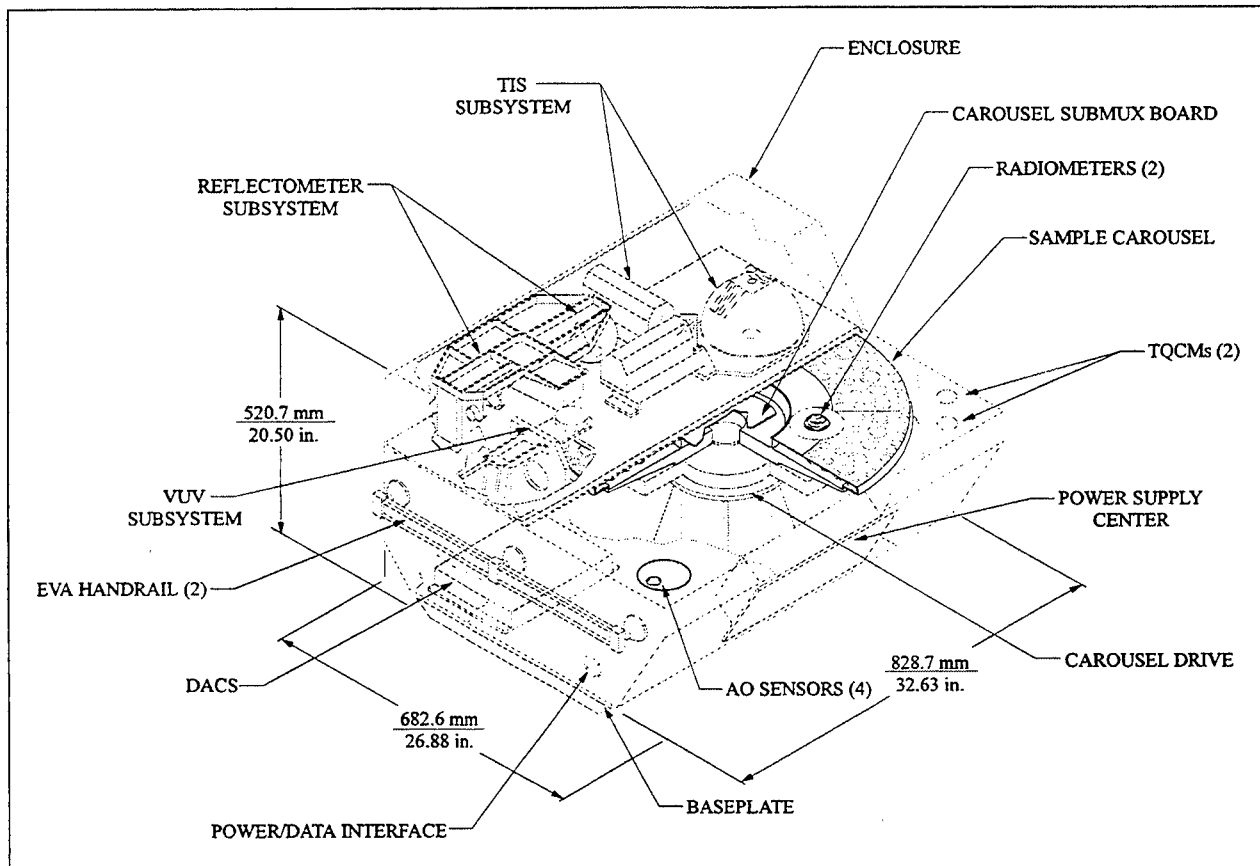 ENCLOSURE
TIS
SUBSYSTEM
CAROUSEL SUBMUX BOARD
RADIOMETERS (2)
REFLECTOMETER
SUBSYSTEM
SAMPLE CAROUSEL
TQCMs (2)
520.7 mm
20.50 in.
VUV
SUBSYSTEM
POWER SUPPLY
CENTER
EVA HANDRAIL (2)
828.7 mm
32.63 in.
CAROUSEL DRIVE
DACS
AO SENSORS (4)
682.6 mm
26.88 in.
BASEPLATE
POWER/DATA INTERFACE